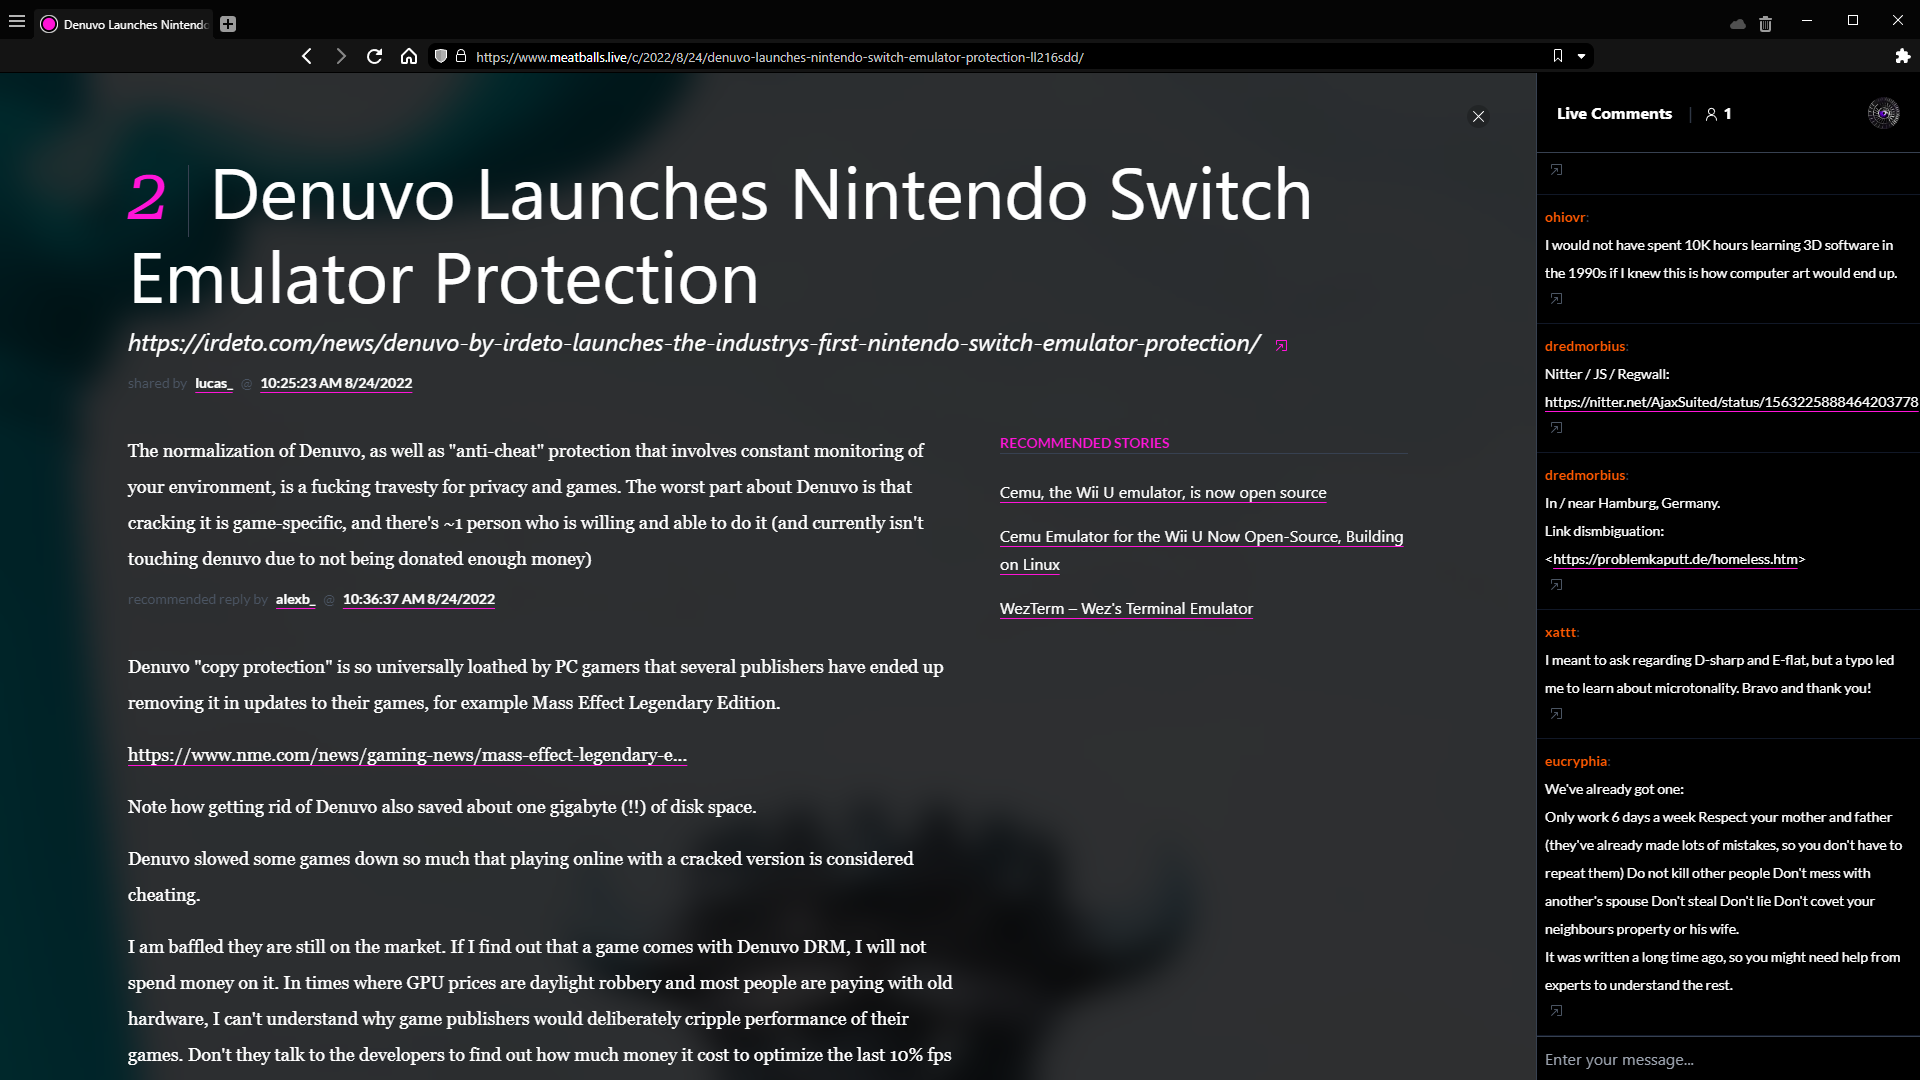 Denuvo Launches Nintendo
https://www.meatballs.live/c/2022/8/24/denuvo-launches-nintendo-switch-emulator-protection-ll216sdd/
2 Denuvo Launches Nintendo Switch
Emulator Protection
https://irdeto.com/news/denuvo-by-irdeto-launches-the-industrys-first-nintendo-switch-emulator-protection/
shared by lucas_ @ 10:25:23 AM 8/24/2022
The normalization of Denuvo, as well as "anti-cheat" protection that involves constant monitoring of
your environment, is a fucking travesty for privacy and games. The worst part about Denuvo is that
cracking it is game-specific, and there's ~1 person who is willing and able to do it (and currently isn't
touching denuvo due to not being donated enough money)
recommended reply by alexb_ @ 10:36:37 AM 8/24/2022
Denuvo "copy protection" is so universally loathed by PC gamers that several publishers have ended up
removing it in updates to their games, for example Mass Effect Legendary Edition.
https://www.nme.com/news/gaming-news/mass-effect-legendary-e...
Note how getting rid of Denuvo also saved about one gigabyte (!!) of disk space.
Denuvo slowed some games down so much that playing online with a cracked version is considered
cheating.
I am baffled they are still on the market. If I find out that a game comes with Denuvo DRM, I will not
spend money on it. In times where GPU prices are daylight robbery and most people are paying with old
hardware, I can't understand why game publishers would deliberately cripple performance of their
games. Don't they talk to the developers to find out how much money it cost to optimize the last 10% fps
RECOMMENDED STORIES
Cemu, the Wii U emulator, is now open source
Cemu Emulator for the Wii U Now Open-Source, Building
on Linux
WezTerm – Wez's Terminal Emulator
Live Comments 1
ohiovr:
I would not have spent 10K hours learning 3D software in
the 1990s if I knew this is how computer art would end up.
dredmorbius:
Nitter / JS / Regwall:
https://nitter.net/AjaxSuited/status/1563225888464203778
dredmorbius:
In / near Hamburg, Germany.
Link dismbiguation:
<https://problemkaputt.de/homeless.htm>
xattt:
I meant to ask regarding D-sharp and E-flat, but a typo led
me to learn about microtonality. Bravo and thank you!
eucryphia:
We've already got one:
Only work 6 days a week Respect your mother and father
(they've already made lots of mistakes, so you don't have to
repeat them) Do not kill other people Don't mess with
another's spouse Don't steal Don't lie Don't covet your
neighbours property or his wife.
It was written a long time ago, so you might need help from
experts to understand the rest.
Enter your message...